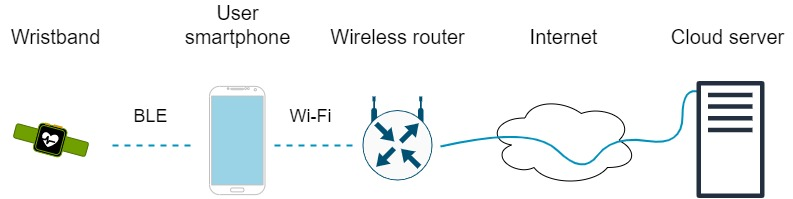 Wristband
User
smartphone
Wireless router
Internet
Cloud server
BLE
Wi-Fi